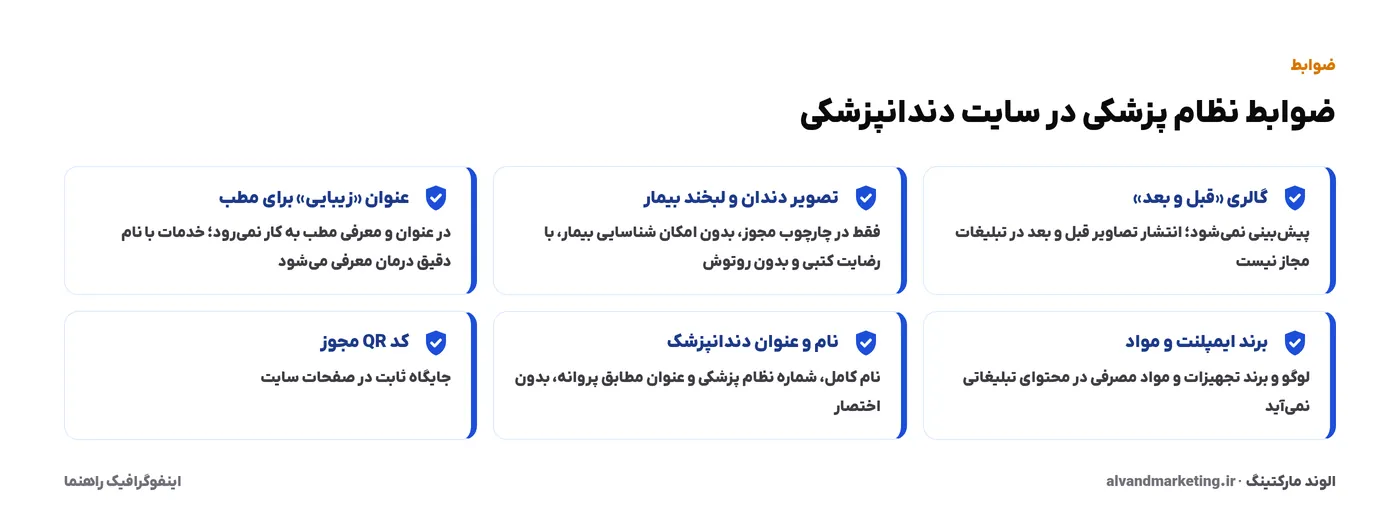 ضوابط
ضوابط نظام پزشکی در سایت دندانپزشکی
گالری «قبل و بعد»
پیش‌بینی نمی‌شود؛ انتشار تصاویر قبل و بعد در تبلیغات
مجاز نیست
تصویر دندان و لبخند بیمار
فقط در چارچوب مجوز، بدون امکان شناسایی بیمار، با
رضایت کتبی و بدون روتوش
عنوان «زیبایی» برای مطب
در عنوان و معرفی مطب به کار نمی‌رود؛ خدمات با نام
دقیق درمان معرفی می‌شود
برند ایمپلنت و مواد
لوگو و برند تجهیزات و مواد مصرفی در محتوای تبلیغاتی
نمی‌آید
نام و عنوان دندانپزشک
نام کامل، شماره نظام پزشکی و عنوان مطابق پروانه، بدون
اختصار
کد QR مجوز
جایگاه ثابت در صفحات سایت
الوند مارکتینگ · alvandmarketing.ir
اینفوگرافیک راهنما